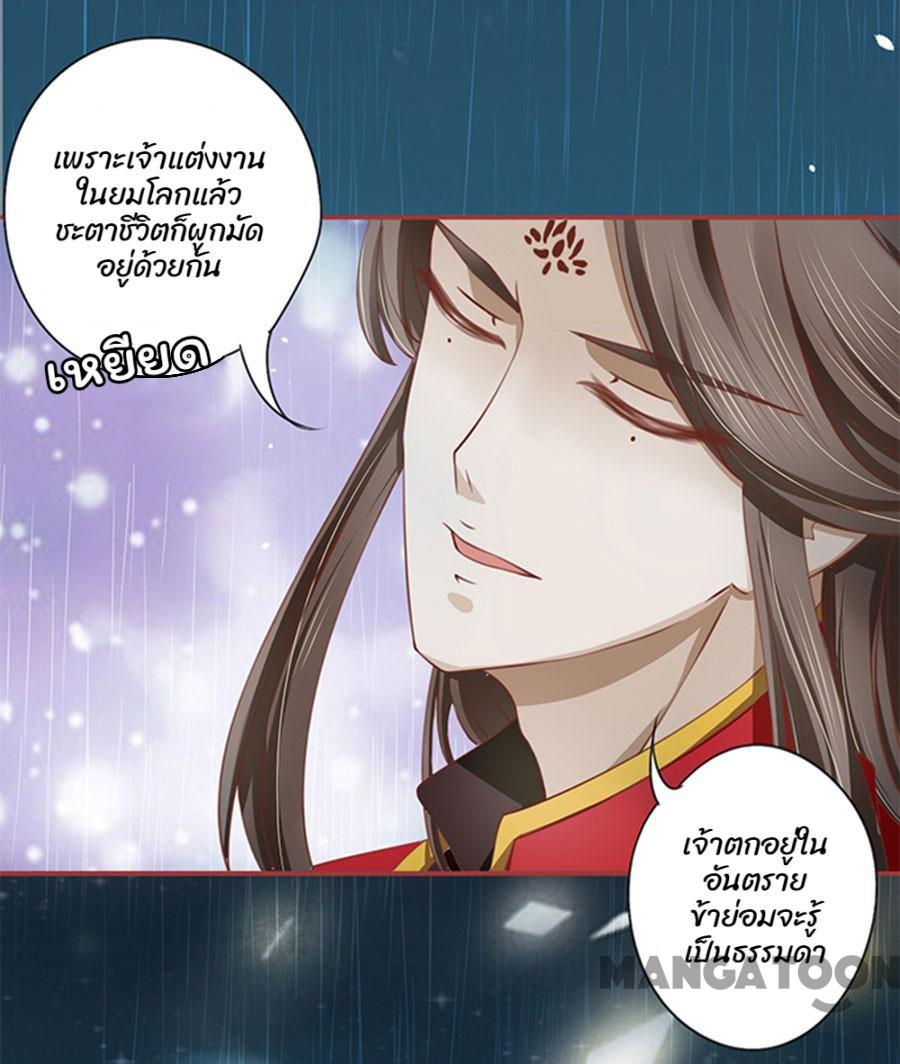 เพราะเจ้าแต่งงาน
ในยมโลกแล้ว
ชะตาชีวิตก็ผูกมัด
อยู่ด้วยกัน
เหยียด
เจ้าตกอยู่ใน
อันตราย
ข้าย่อมจะรู้
เป็นธรรมดา
MANGATOON